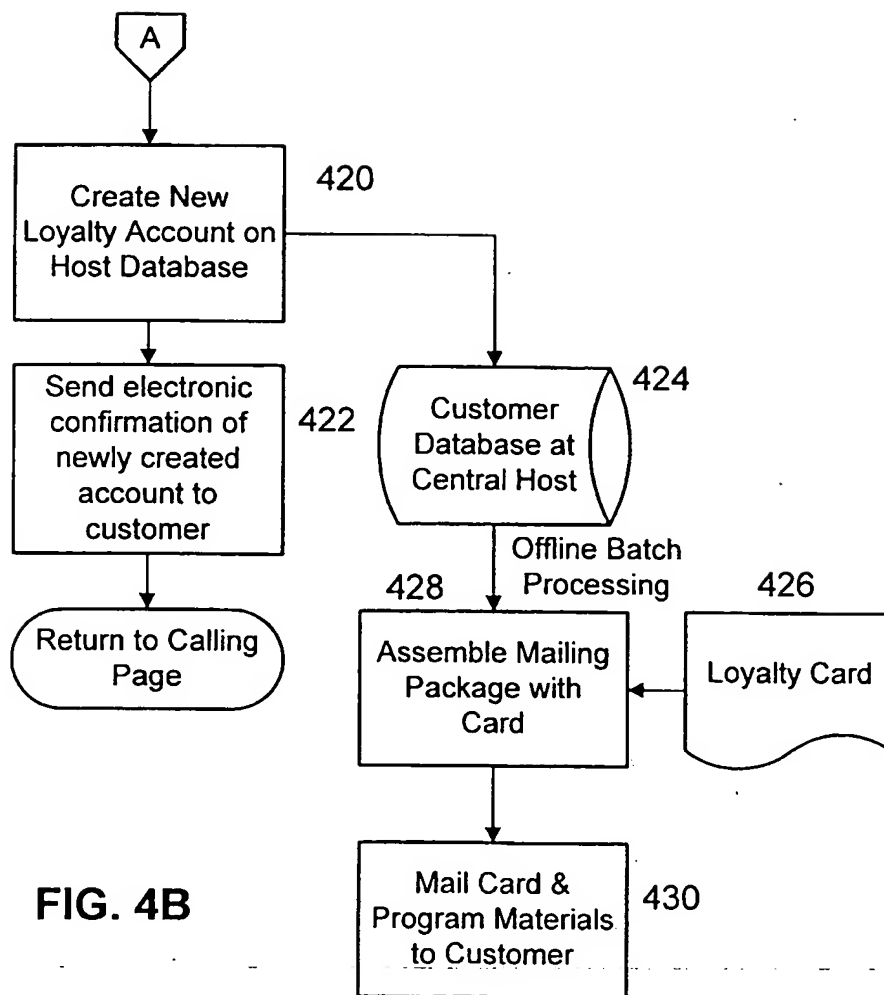 A
Create New
Loyalty Account on
Host Database
420
Send electronic
confirmation of
newly created
account to
customer
422
Customer
Database at
Central Host
424
Offline Batch
Processing
Return to Calling
Page
428
Assemble Mailing
Package with
Card
426
Loyalty Card
Mail Card &
Program Materials
to Customer
430
FIG. 4B